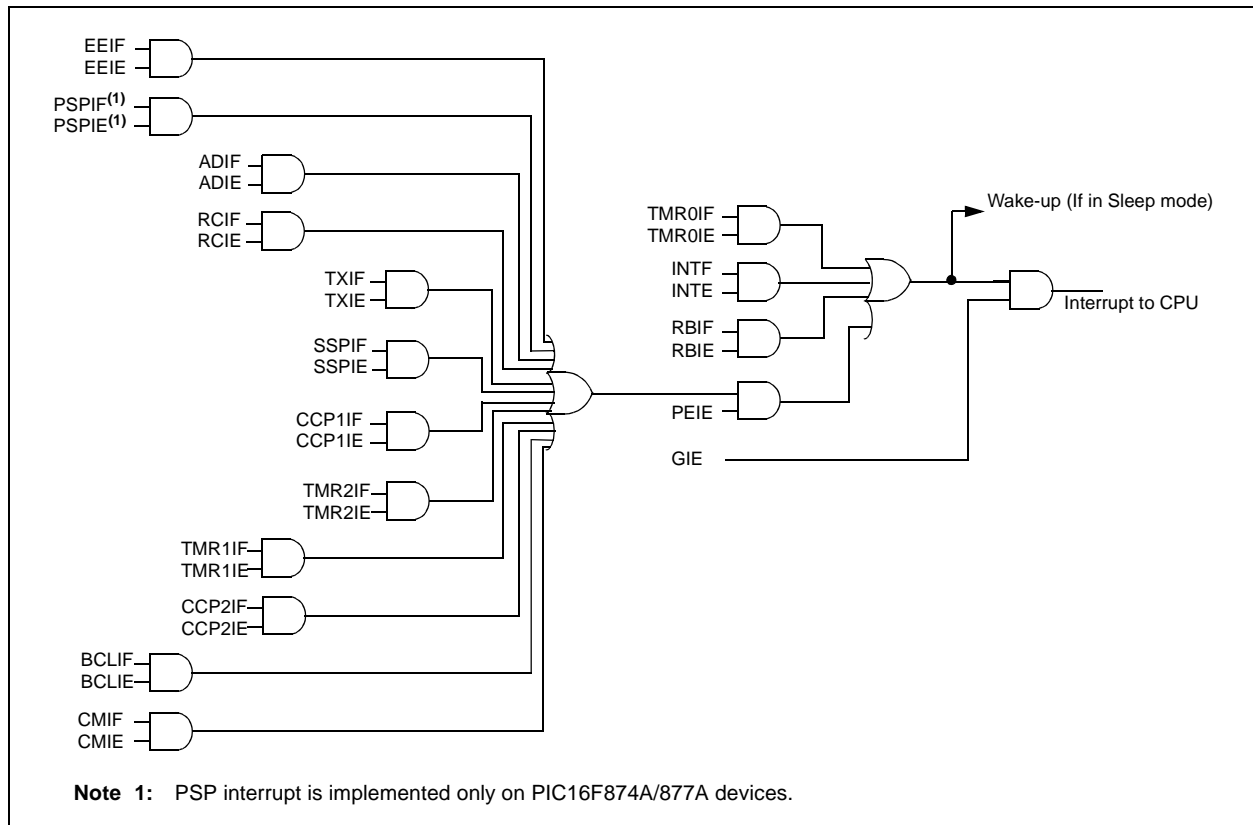 EEIF
EEIE
PSPIF(1)
PSPIE(1)
ADIF
ADIE
RCIF
RCIE
TXIF
TXIE
SSPIF
SSPIE
CCP1IF
CCP1IE
TMR2IF
TMR2IE
TMR1IF
TMR1IE
CCP2IF
CCP2IE
BCLIF
BCLIE
CMIF
CMIE
TMR0IF
TMR0IE
INTF
INTE
RBIF
RBIE
PEIE
GIE
Wake-up (If in Sleep mode)
Interrupt to CPU
Note 1: PSP interrupt is implemented only on PIC16F874A/877A devices.